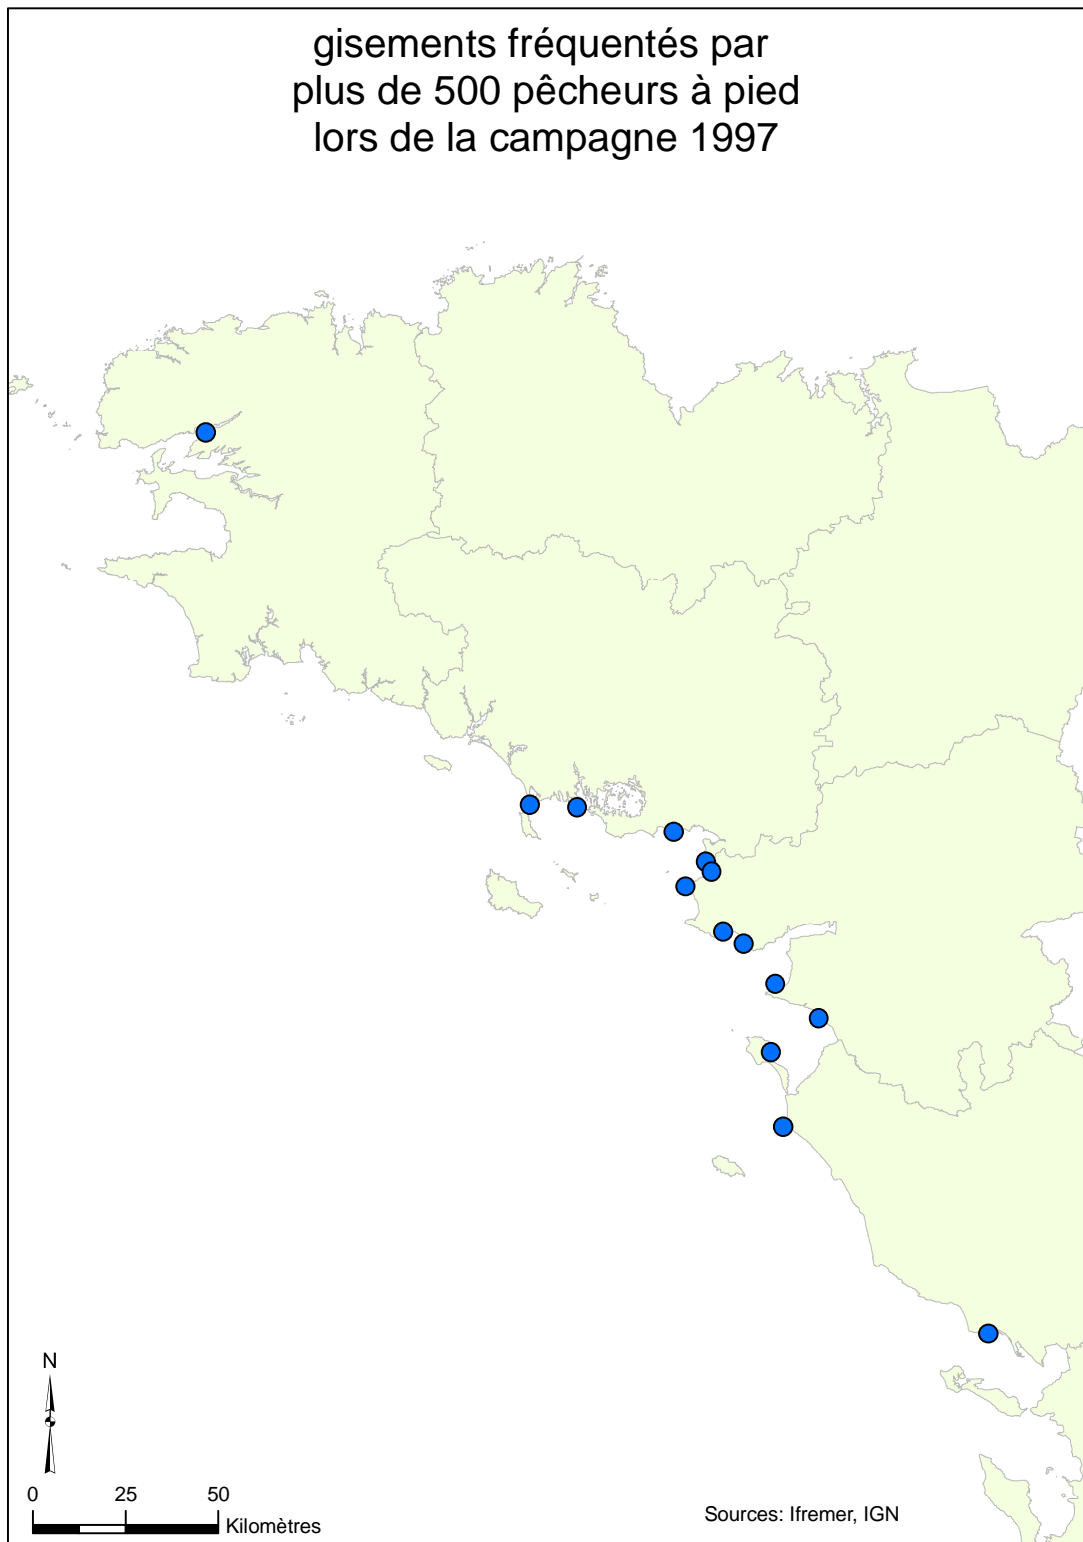 gisements fréquentés par
plus de 500 pêcheurs à pied
lors de la campagne 1997
N
0 25 50
Kilomètres
Sources: Ifremer, IGN